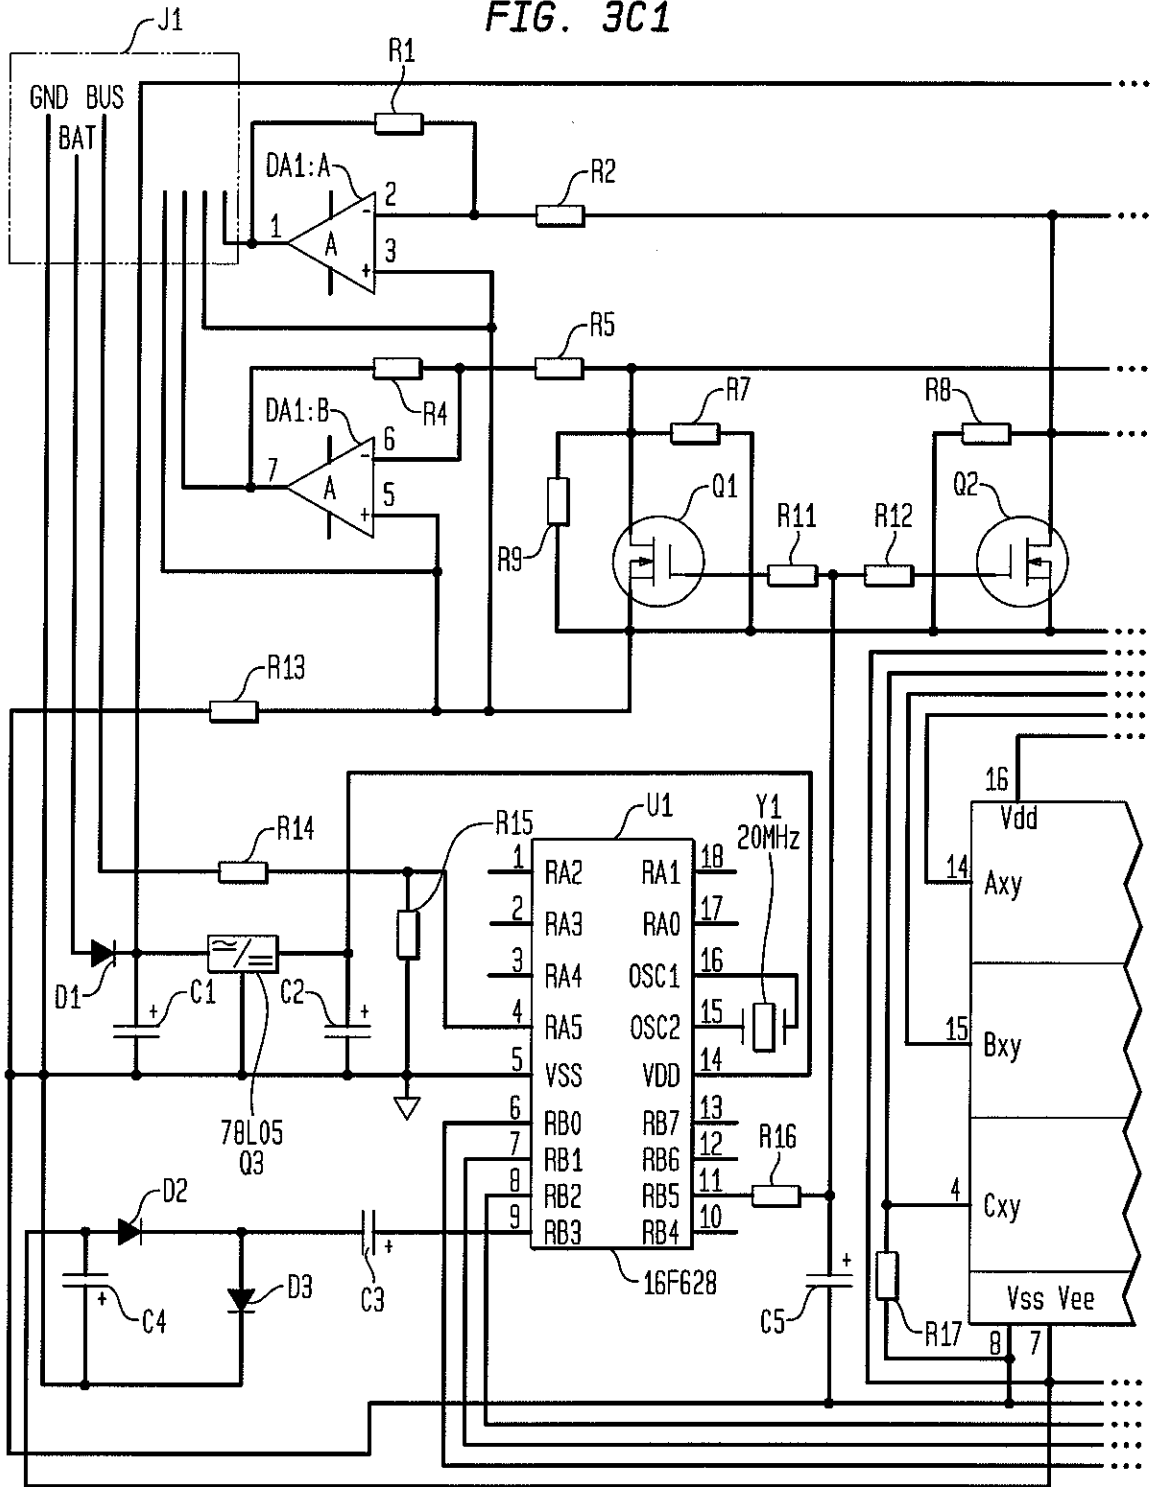 FIG. 3C1
J1
GND BUS
BAT
R1
DA1:A
R2
2
1
A
-
3
+
R5
R4
R7
R8
DA1:B
6
7
A
-
5
+
Q1
Q2
R9
R11
R12
R13
16
Vdd
U1
Y1
20MHz
R15
R14
1 RA2
RA1 18
14 Axy
2 RA3
RA0 17
3 RA4
OSC1 16
D1
+ C1
C2 +
4 RA5
OSC2 15
15 Bxy
5 VSS
VDD 14
78L05
Q3
6 RB0
RB7 13
7 RB1
RB6 12
R16
8 RB2
RB5 11
4 Cxy
D2
9 RB3
RB4 10
+
C3
D3
+ C4
16F628
+
C5
R17
Vss Vee
8 7